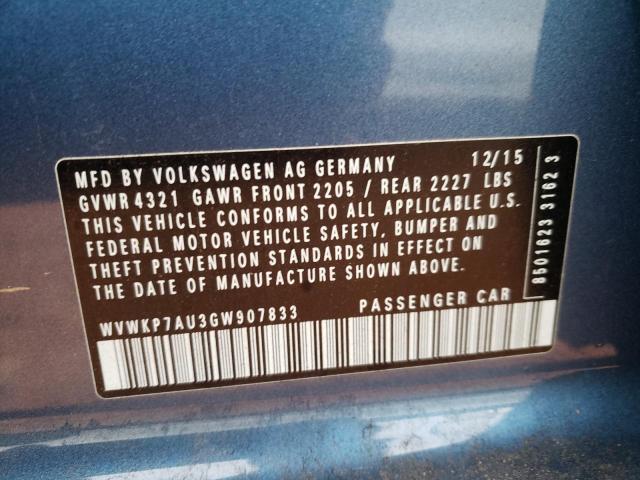 MFD BY VOLKSWAGEN AG GERMANY 12/15
GVWR 4321 GAWR FRONT 2205 / REAR 2227 LBS
THIS VEHICLE CONFORMS TO ALL APPLICABLE U.S.
FEDERAL MOTOR VEHICLE SAFETY, BUMPER AND
THEFT PREVENTION STANDARDS IN EFFECT ON
THE DATE OF MANUFACTURE SHOWN ABOVE.
WVWKP7AU3GW907833 PASSENGER CAR
8501623 3162 3